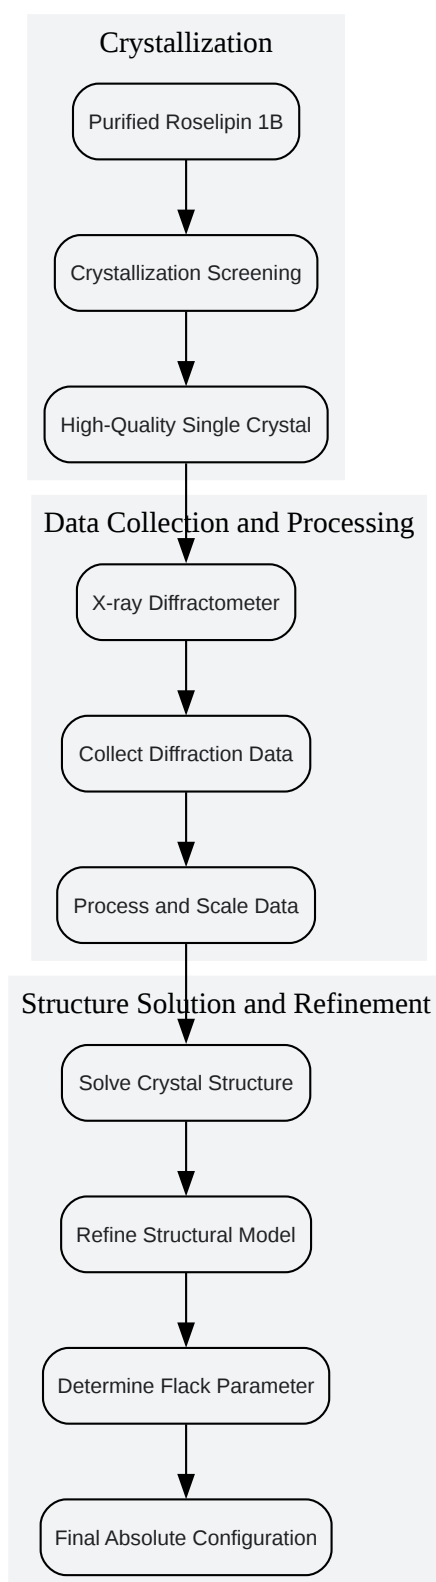 Crystallization
Purified Roselipin 1B
Crystallization Screening
High-Quality Single Crystal
Data Collection and Processing
X-ray Diffractometer
Collect Diffraction Data
Process and Scale Data
Structure Solution and Refinement
Solve Crystal Structure
Refine Structural Model
Determine Flack Parameter
Final Absolute Configuration